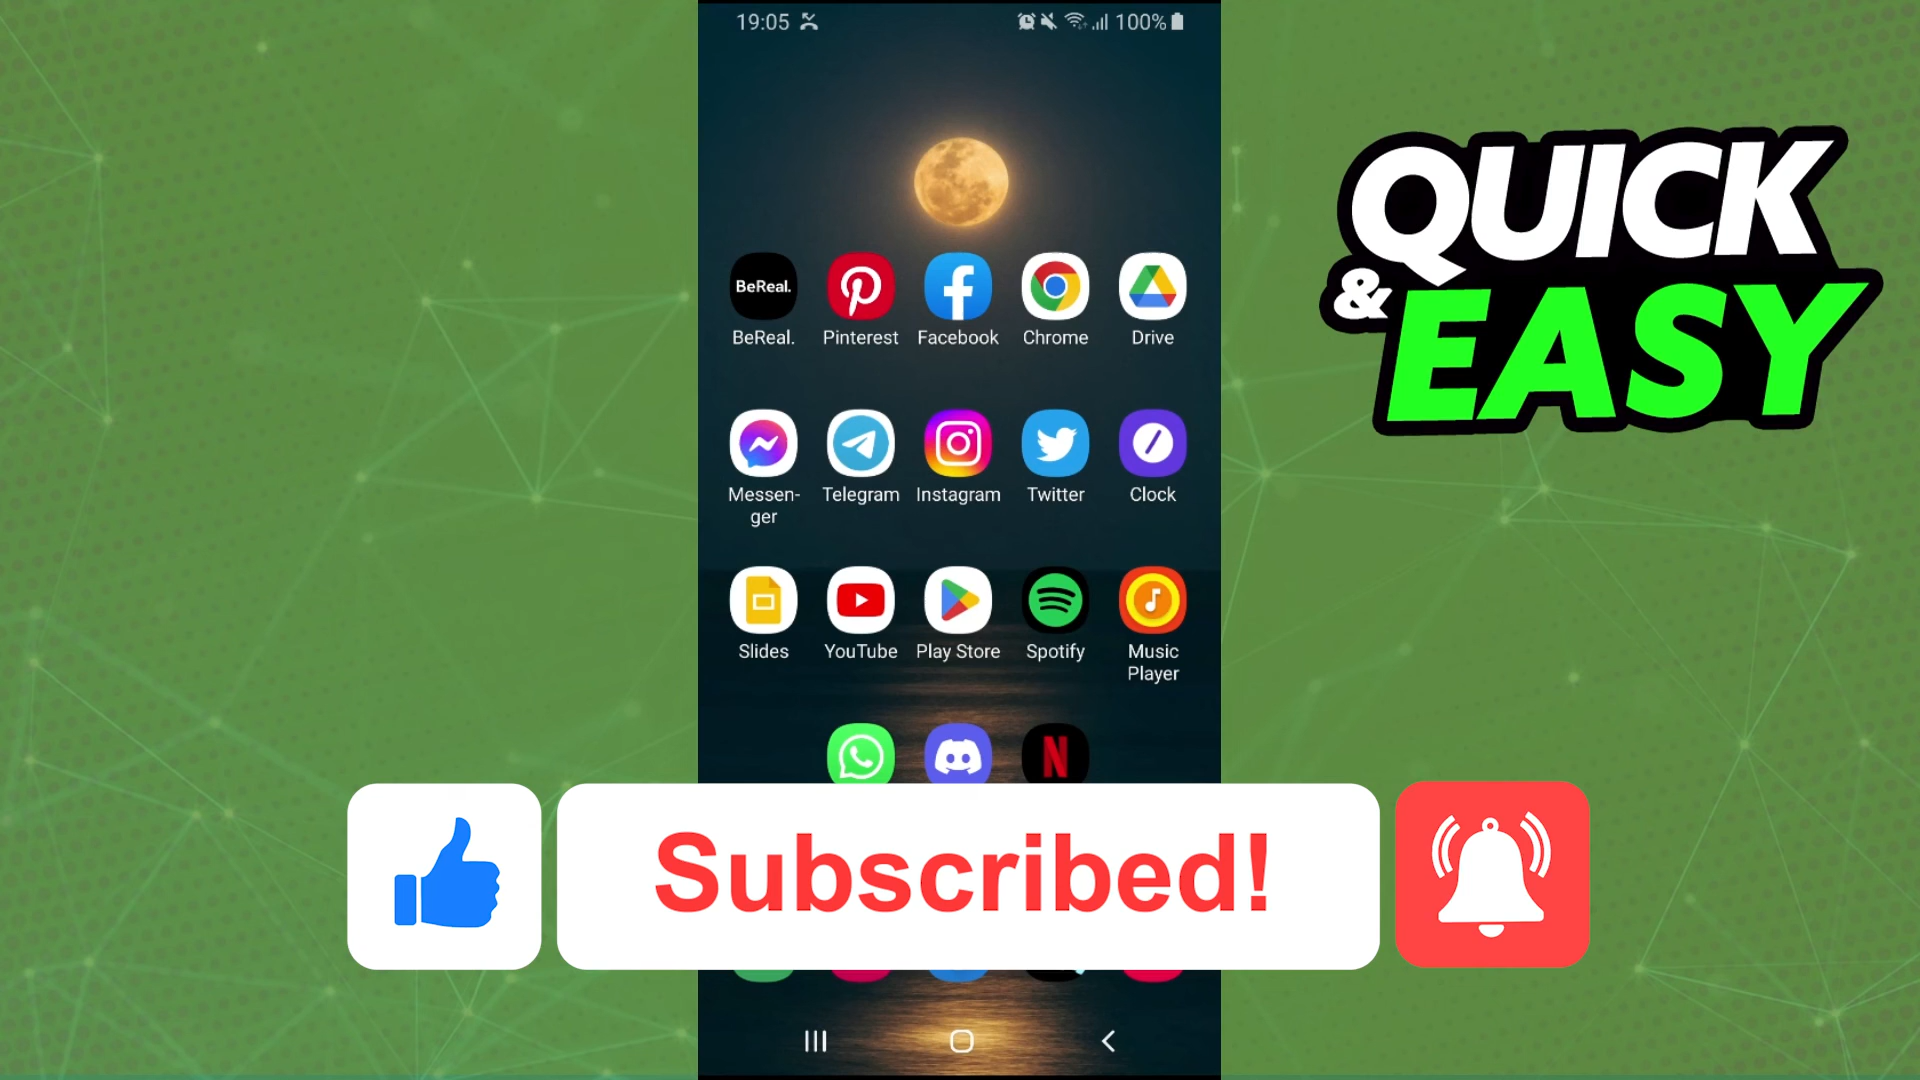 19:05 100%
QUICK
& EASY
BeReal.
BeReal. Pinterest Facebook Chrome Drive
Messen-
ger Telegram Instagram Twitter Clock
Slides YouTube Play Store Spotify Music
Player
N
Subscribed!